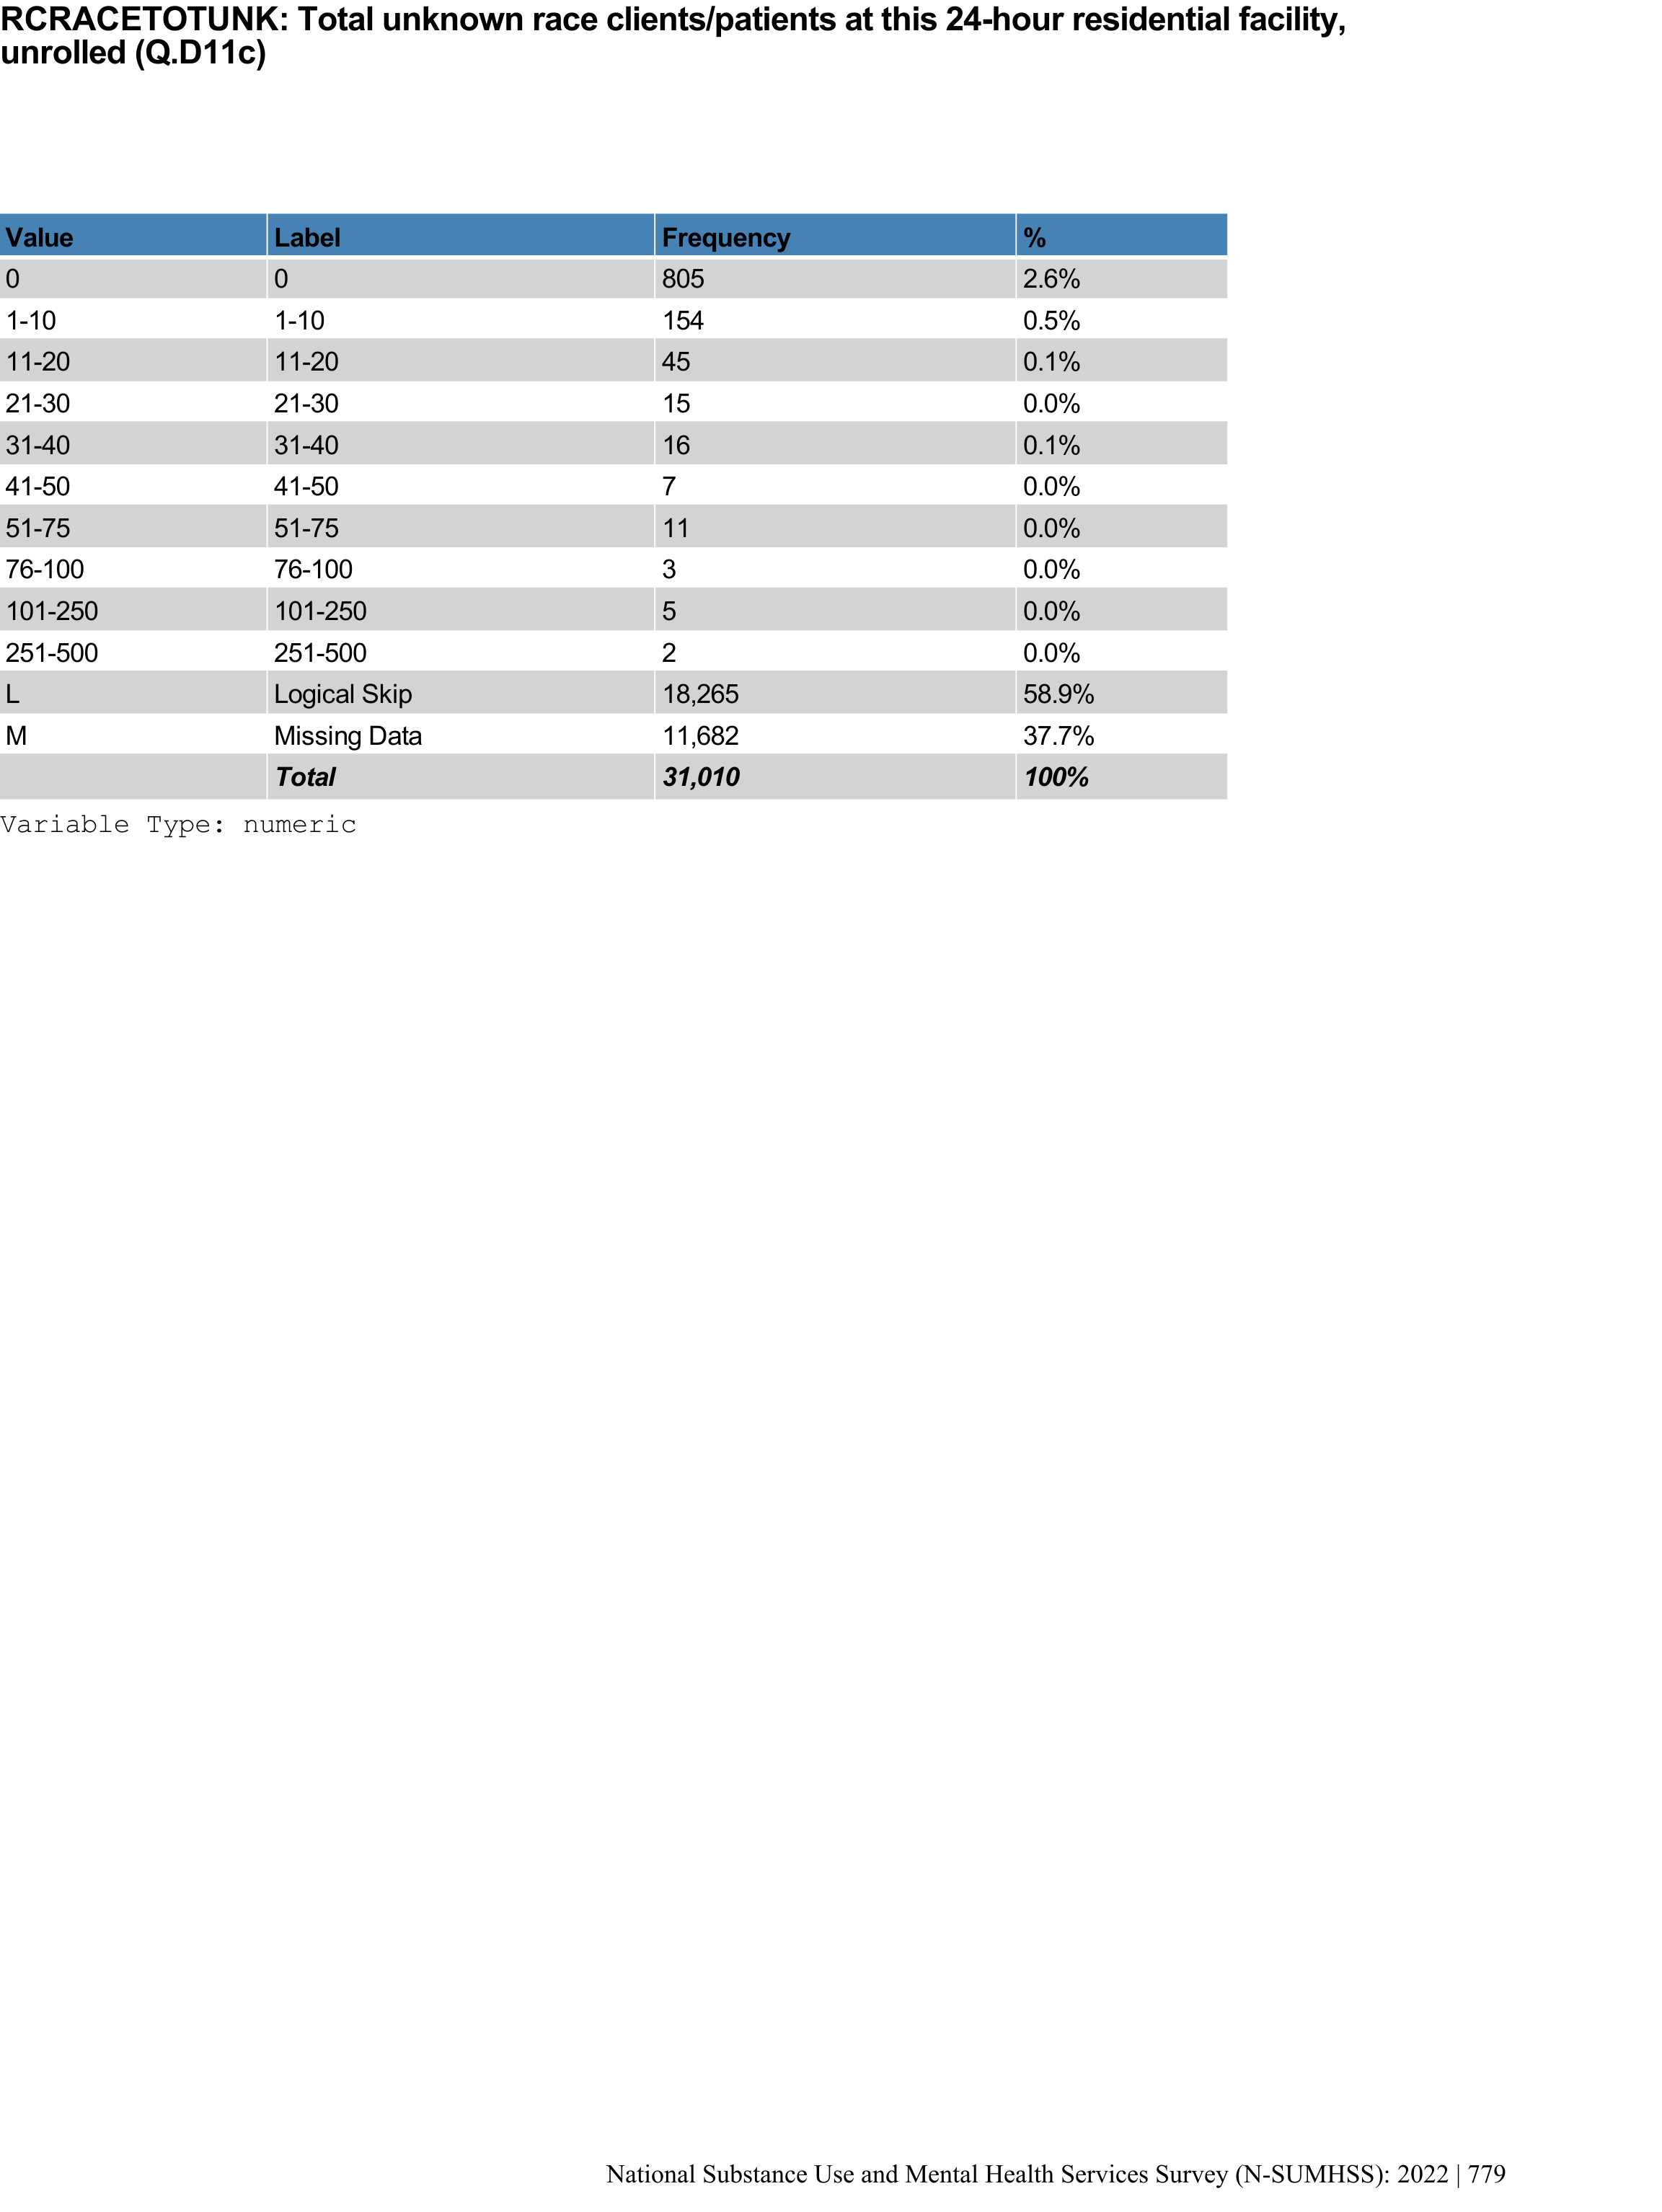 RCRACETOTUNK: Total unknown race clients/patients at this 24-hour residential facility,
unrolled (Q.D11c)
Value Label Frequency %
0 0 805 2.6%
1-10 1-10 154 0.5%
11-20 11-20 45 0.1%
21-30 21-30 15 0.0%
31-40 31-40 16 0.1%
41-50 41-50 7 0.0%
51-75 51-75 11 0.0%
76-100 76-100 3 0.0%
101-250 101-250 5 0.0%
251-500 251-500 2 0.0%
L Logical Skip 18,265 58.9%
M Missing Data 11,682 37.7%
Total 31,010 100%
Variable Type: numeric
National Substance Use and Mental Health Services Survey (N-SUMHSS): 2022 | 779